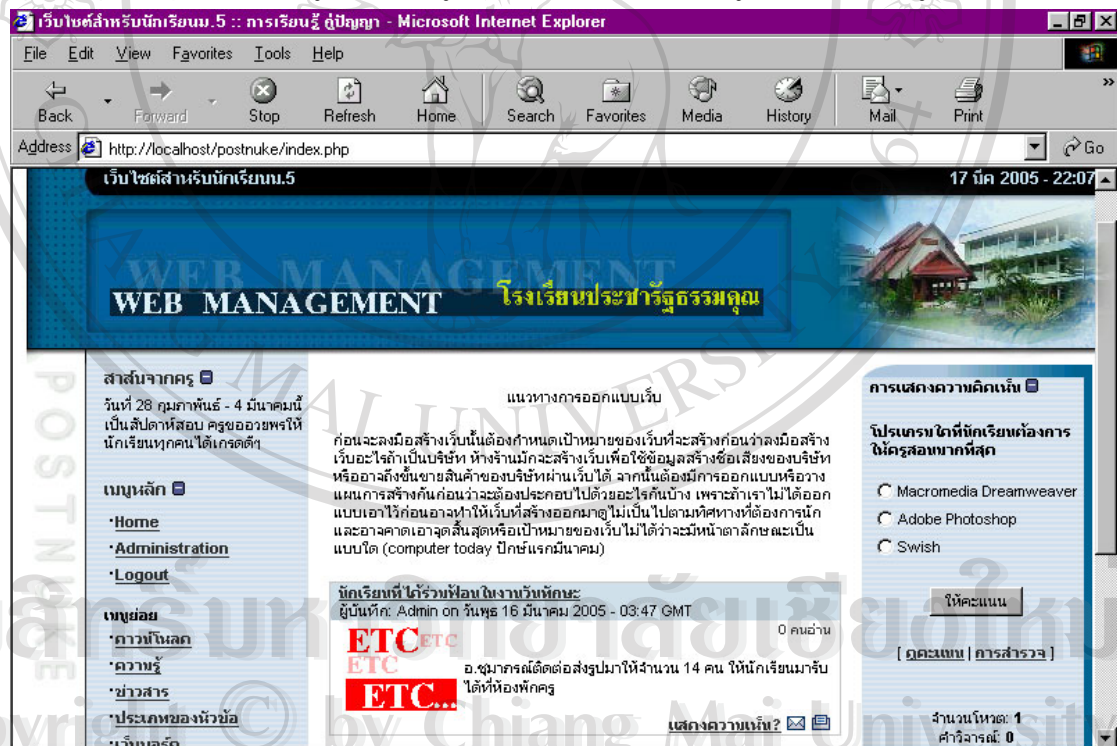 เว็บไซต์สำหรับนักเรียนม.5 :: การเรียนรู้ คู่ปัญญา - Microsoft Internet Explorer
File Edit View Favorites Tools Help
Back Forward Stop Refresh Home Search Favorites Media History Mail Print »
Address http://localhost/postnuke/index.php Go
เว็บไซต์สำหรับนักเรียนม.5 17 มีค 2005 - 22:07
WEB MANAGEMENT
WEB MANAGEMENT โรงเรียนประชารัฐธรรมคุณ
POSTNUKE
สาส์นจากครู
วันที่ 28 กุมภาพันธ์ - 4 มีนาคมนี้
เป็นสัปดาห์สอบ ครูขออวยพรให้
นักเรียนทุกคนได้เกรดดีๆ
เมนูหลัก
·Home
·Administration
·Logout
เมนูย่อย
·ดาวน์โหลด
·ความรู้
·ข่าวสาร
·ประเภทของหัวข้อ
·เว็บบอร์ด
แนวทางการออกแบบเว็บ
ก่อนจะลงมือสร้างเว็บนั้นต้องกำหนดเป้าหมายของเว็บที่จะสร้างก่อนว่าลงมือสร้าง
เว็บอะไรถ้าเป็นบริษัท ห้างร้านมักจะสร้างเว็บเพื่อใช้ข้อมูลสร้างชื่อเสียงของบริษัท
หรืออาจถึงขั้นขายสินค้าของบริษัทผ่านเว็บได้ จากนั้นต้องมีการออกแบบหรือวาง
แผนการสร้างกันก่อนว่าจะต้องประกอบไปด้วยอะไรกันบ้าง เพราะถ้าเราไม่ได้ออก
แบบเอาไว้ก่อนอาจทำให้เว็บที่สร้างออกมาดูไม่เป็นไปตามทิศทางที่ต้องการนัก
และอาจคาดเอาจุดสิ้นสุดหรือเป้าหมายของเว็บไม่ได้ว่าจะมีหน้าตาลักษณะเป็น
แบบใด (computer today ปักษ์แรกมีนาคม)
นักเรียนที่ได้ร่วมฟ้อนในงานวันทักษะ
ผู้บันทึก: Admin on วันพุธ 16 มีนาคม 2005 - 03:47 GMT
0 คนอ่าน
ETC ETC
ETC
ETC...
อ.ชุมาภรณ์ติดต่อส่งรูปมาให้จำนวน 14 คน ให้นักเรียนมารับ
ได้ที่ห้องพักครู
แสดงความเห็น?
การแสดงความคิดเห็น
โปรแกรมใดที่นักเรียนต้องการ
ให้ครูสอนมากที่สุด
Macromedia Dreamweaver
Adobe Photoshop
Swish
ให้คะแนน
[ ดูคะแนน | การสำรวจ ]
จำนวนโหวต: 1
คำวิจารณ์: 0